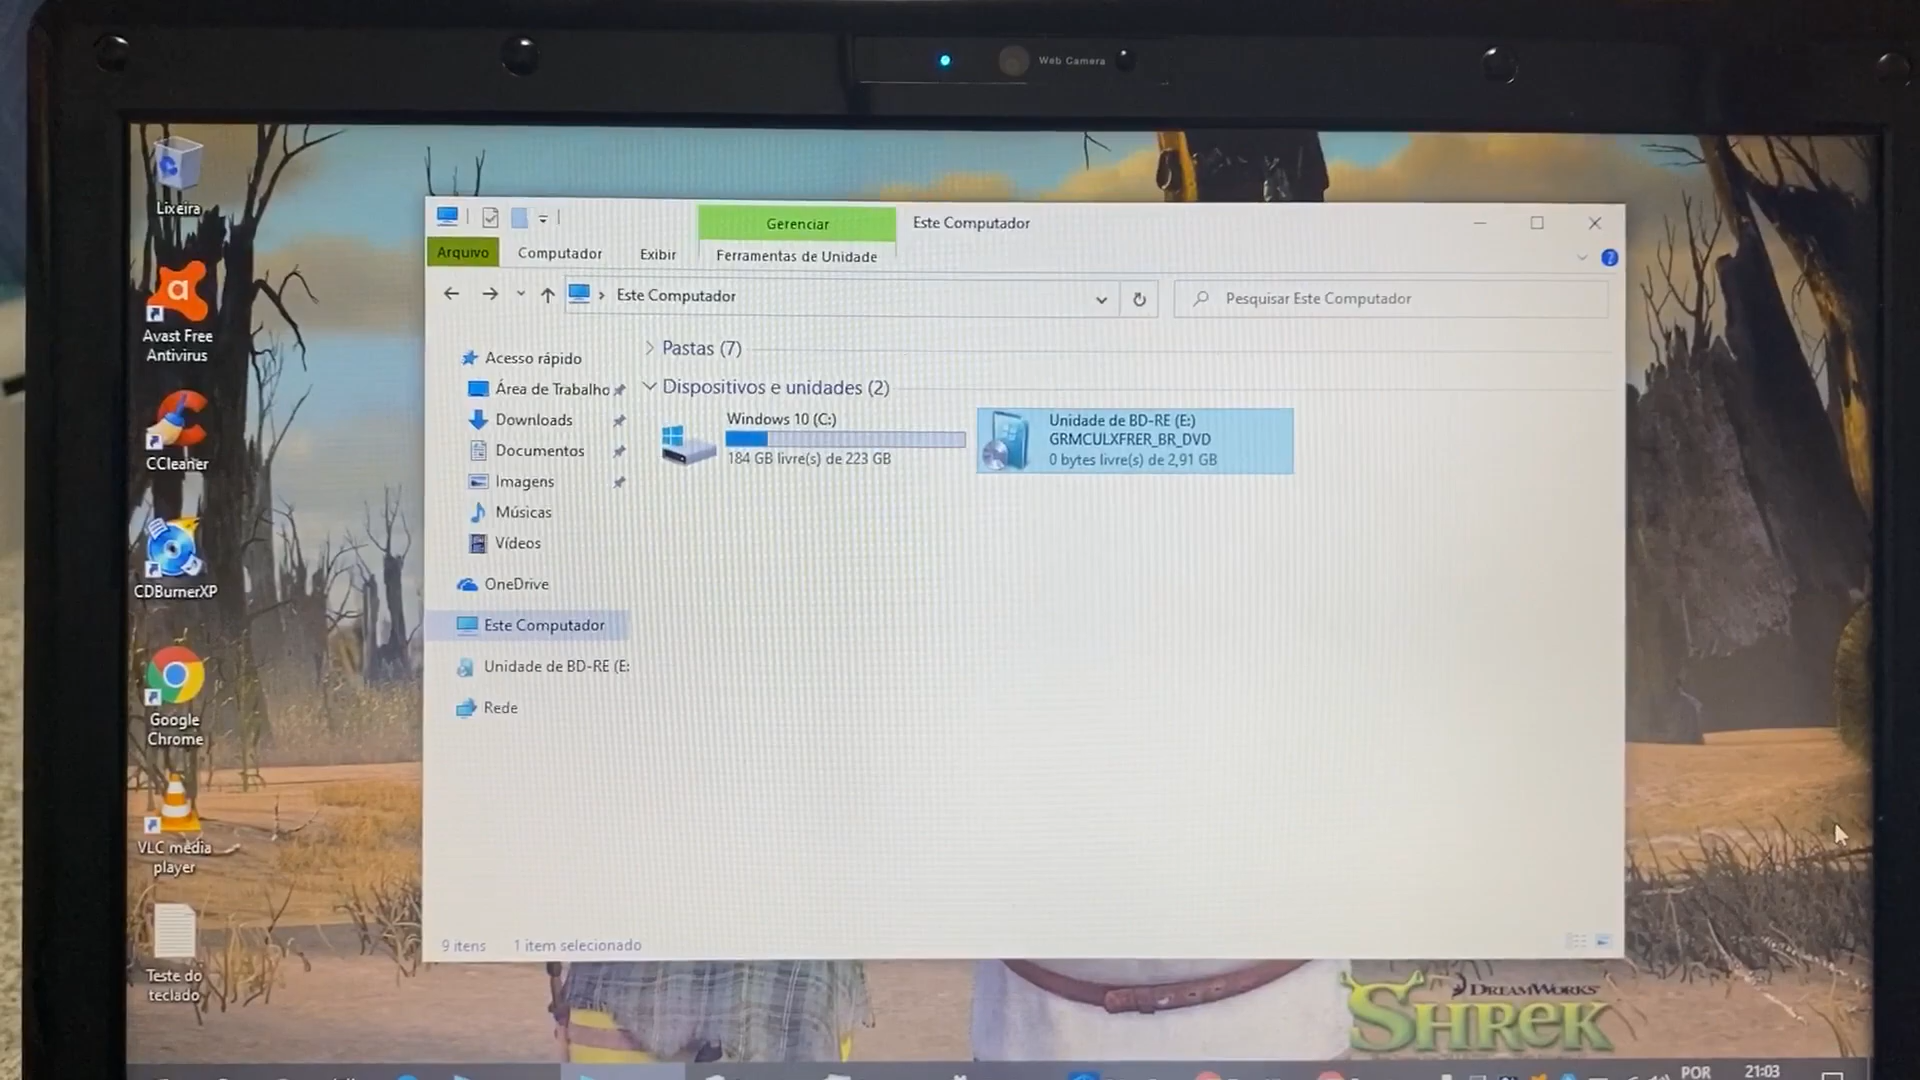 Web Camera
Lixeira
Avast Free
Antivirus
CCleaner
CDBurnerXP
Google
Chrome
VLC media
player
Teste do
teclado
Gerenciar
Este Computador
Arquivo
Computador
Exibir
Ferramentas de Unidade
Este Computador
Pesquisar Este Computador
Acesso rápido
Área de Trabalho
Downloads
Documentos
Imagens
Músicas
Vídeos
OneDrive
Este Computador
Unidade de BD-RE (E:
Rede
Pastas (7)
Dispositivos e unidades (2)
Windows 10 (C:)
184 GB livre(s) de 223 GB
Unidade de BD-RE (E:)
GRMCULXFRER_BR_DVD
0 bytes livre(s) de 2,91 GB
9 itens
1 item selecionado
DREAMWORKS
SHREK
POR
21:03